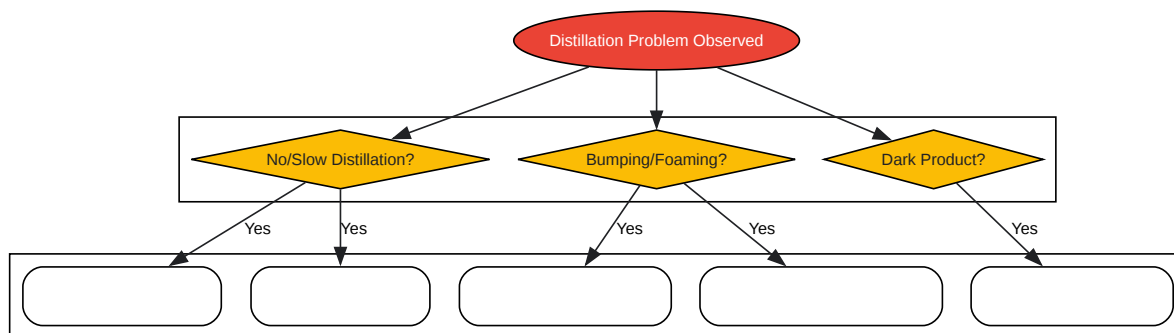 Distillation Problem Observed
No/Slow Distillation?
Bumping/Foaming?
Dark Product?
Yes
Yes
Yes
Yes
Yes